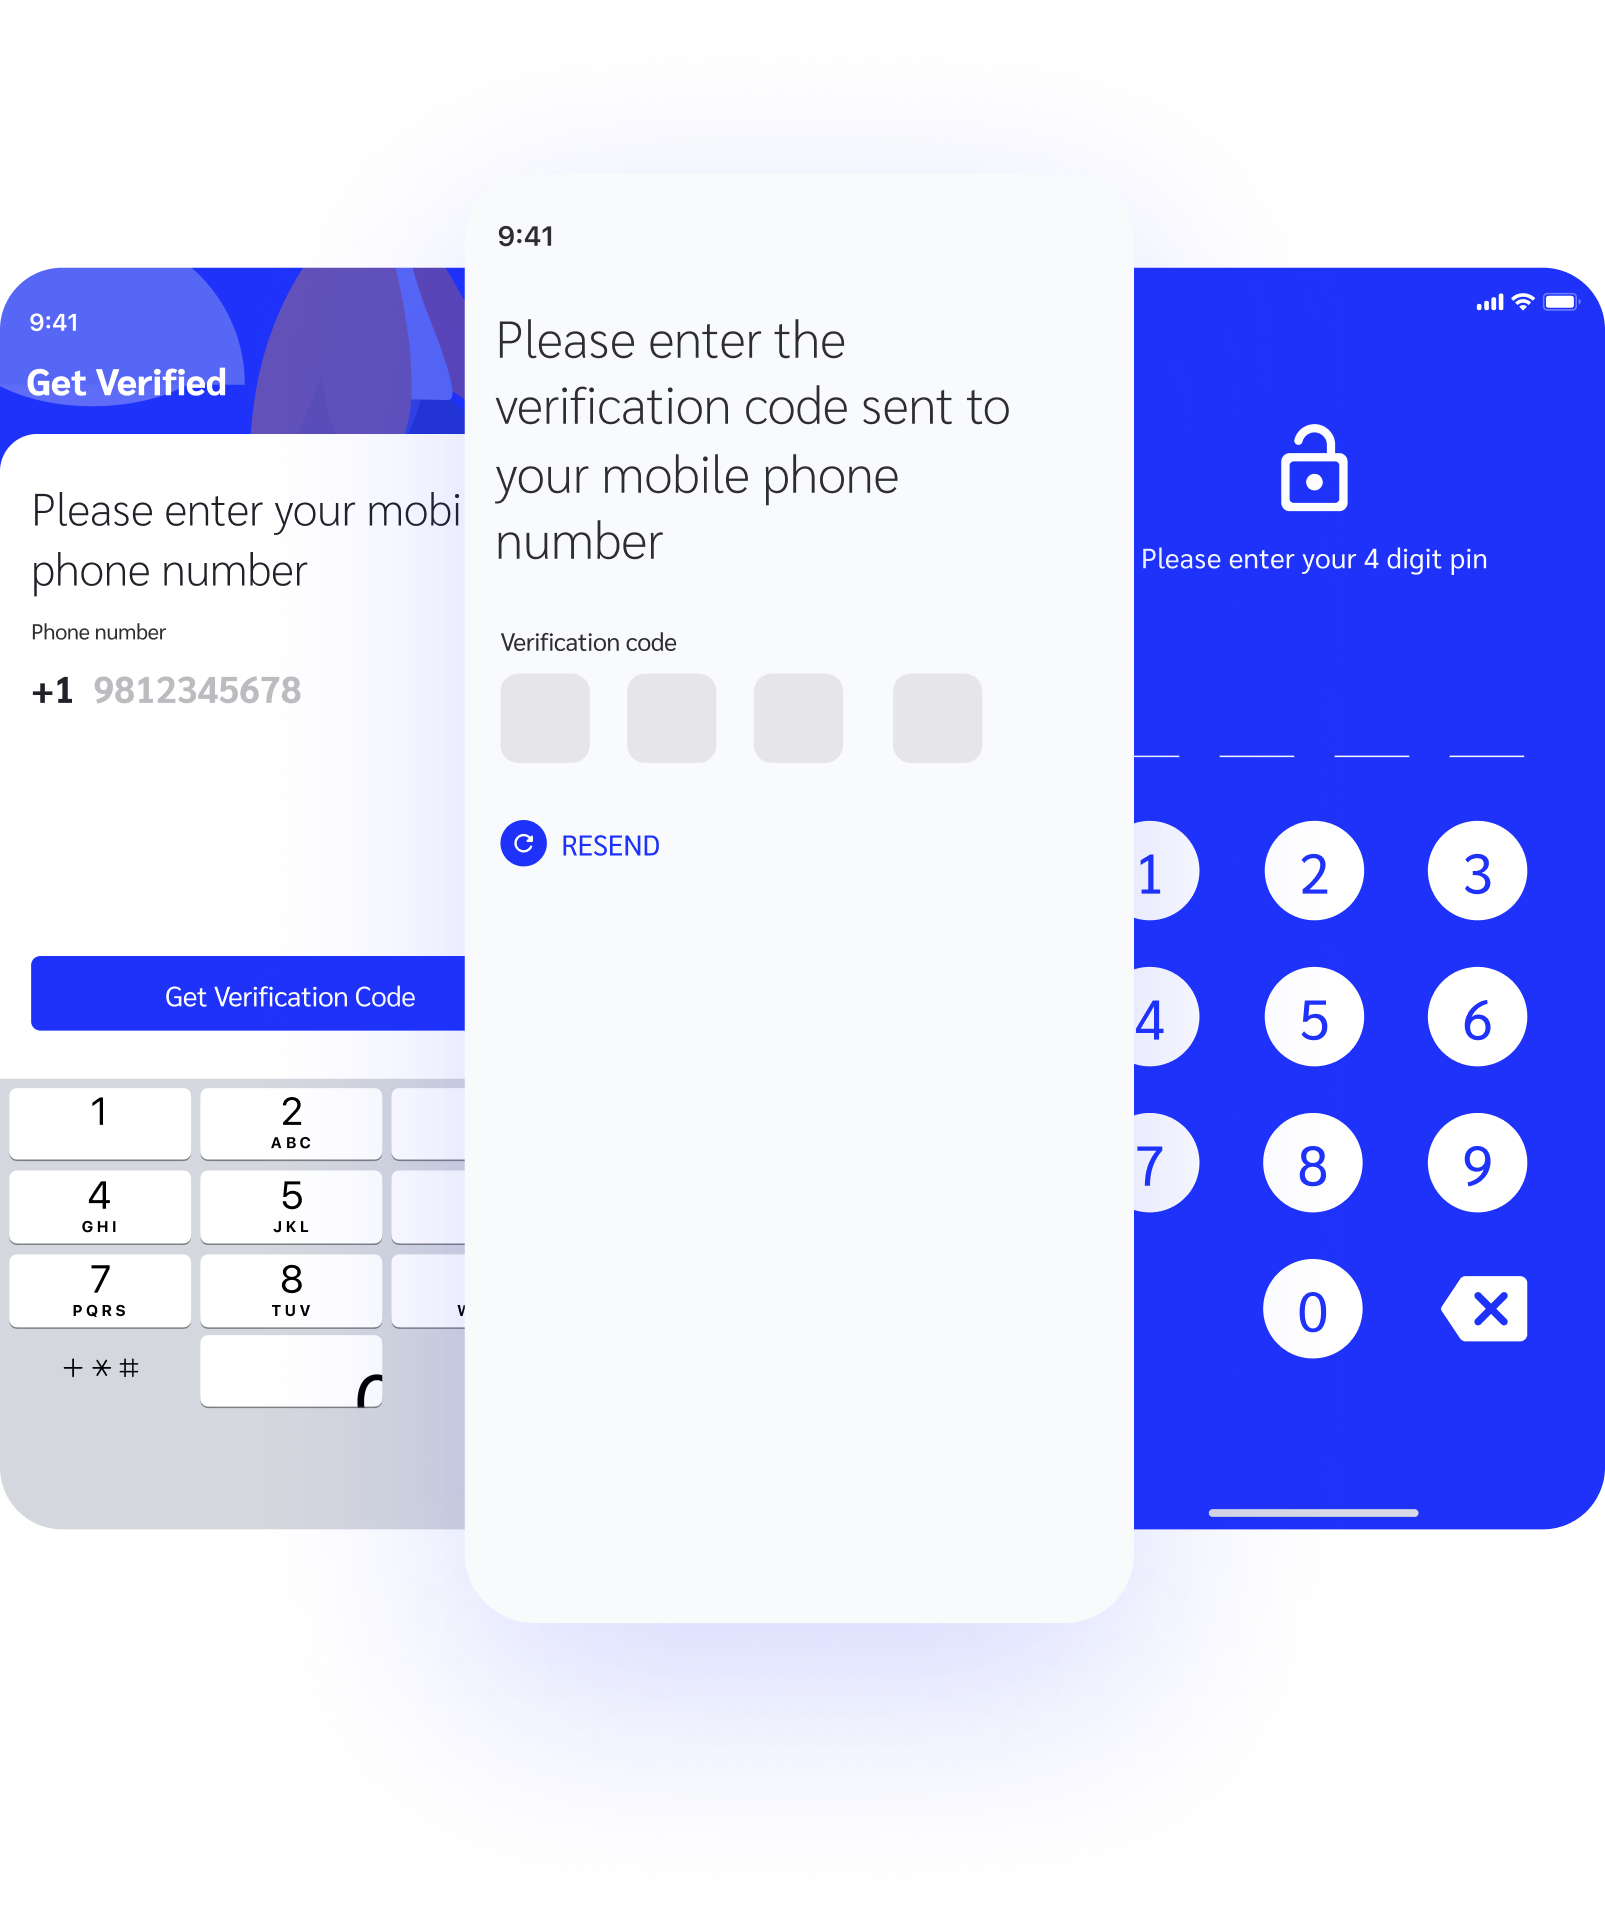 9:41
Get Verified
Please enter your mobi
phone number
Phone number
+1 9812345678
Get Verification Code
1
2
ABC
4
GHI
5
JKL
7
PQRS
8
TUV
+*#
9:41
Please enter the
verification code sent to
your mobile phone
number
Verification code
RESEND
Please enter your 4 digit pin
1 2 3
4 5 6
7 8 9
0